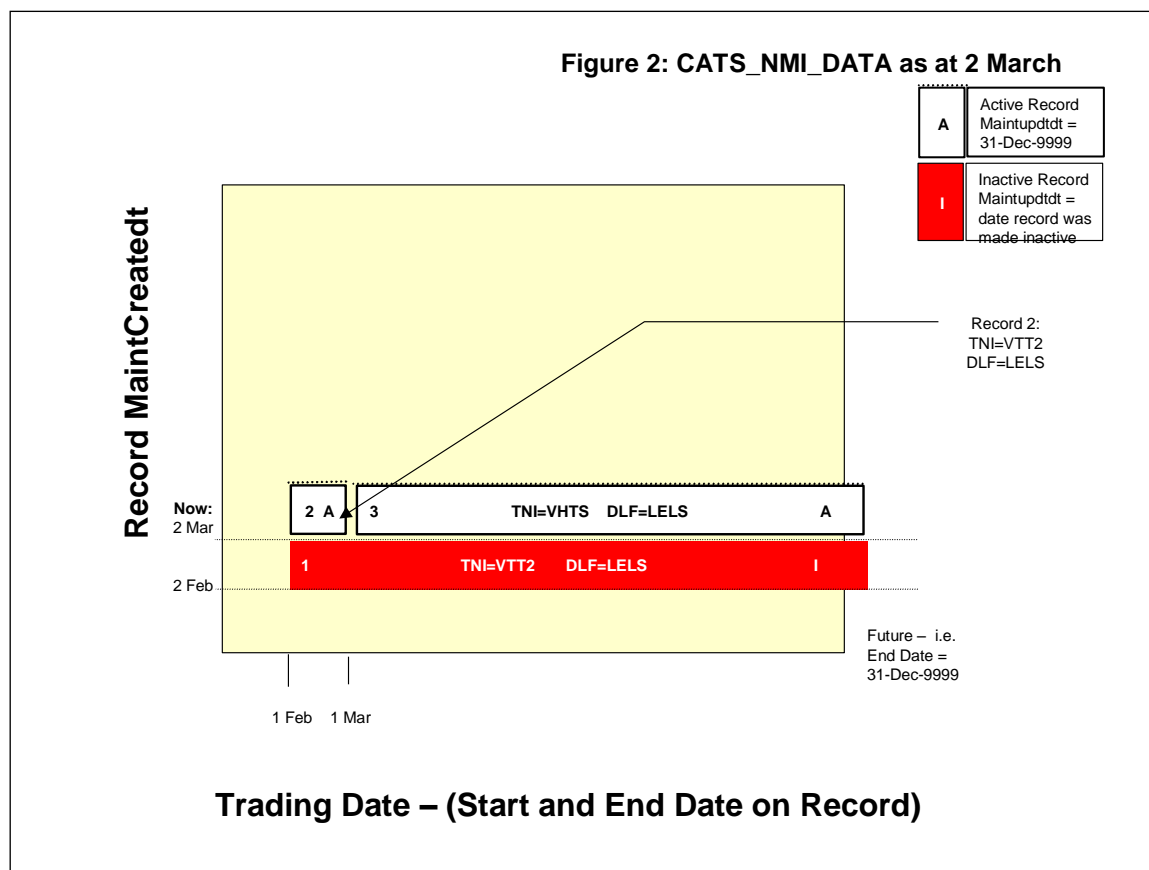 Figure 2: CATS_NMI_DATA as at 2 March
A
Active Record
Maintupdtdt =
31-Dec-9999
I
Inactive Record
Maintupdtdt =
date record was
made inactive
Record MaintCreatedt
Record 2:
TNI=VTT2
DLF=LELS
Now:
2 Mar
2 A
3 TNI=VHTS DLF=LELS A
1 TNI=VTT2 DLF=LELS I
2 Feb
Future – i.e.
End Date =
31-Dec-9999
1 Feb 1 Mar
Trading Date – (Start and End Date on Record)